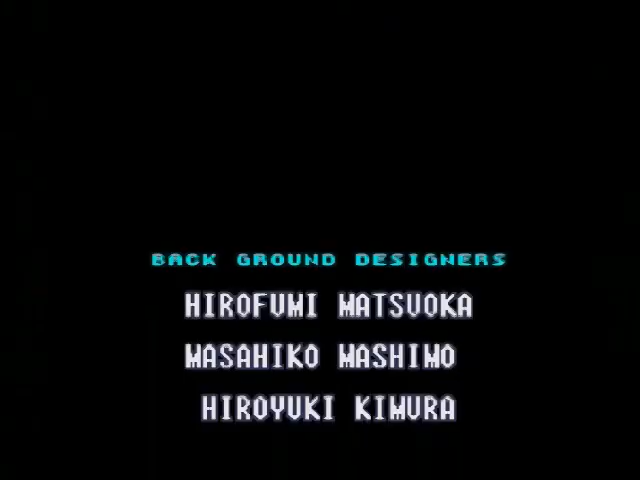 BACK GROUND DESIGNERS
HIROFUMI MATSUOKA
MASAHIKO MASHIMO
HIROYUKI KIMURA